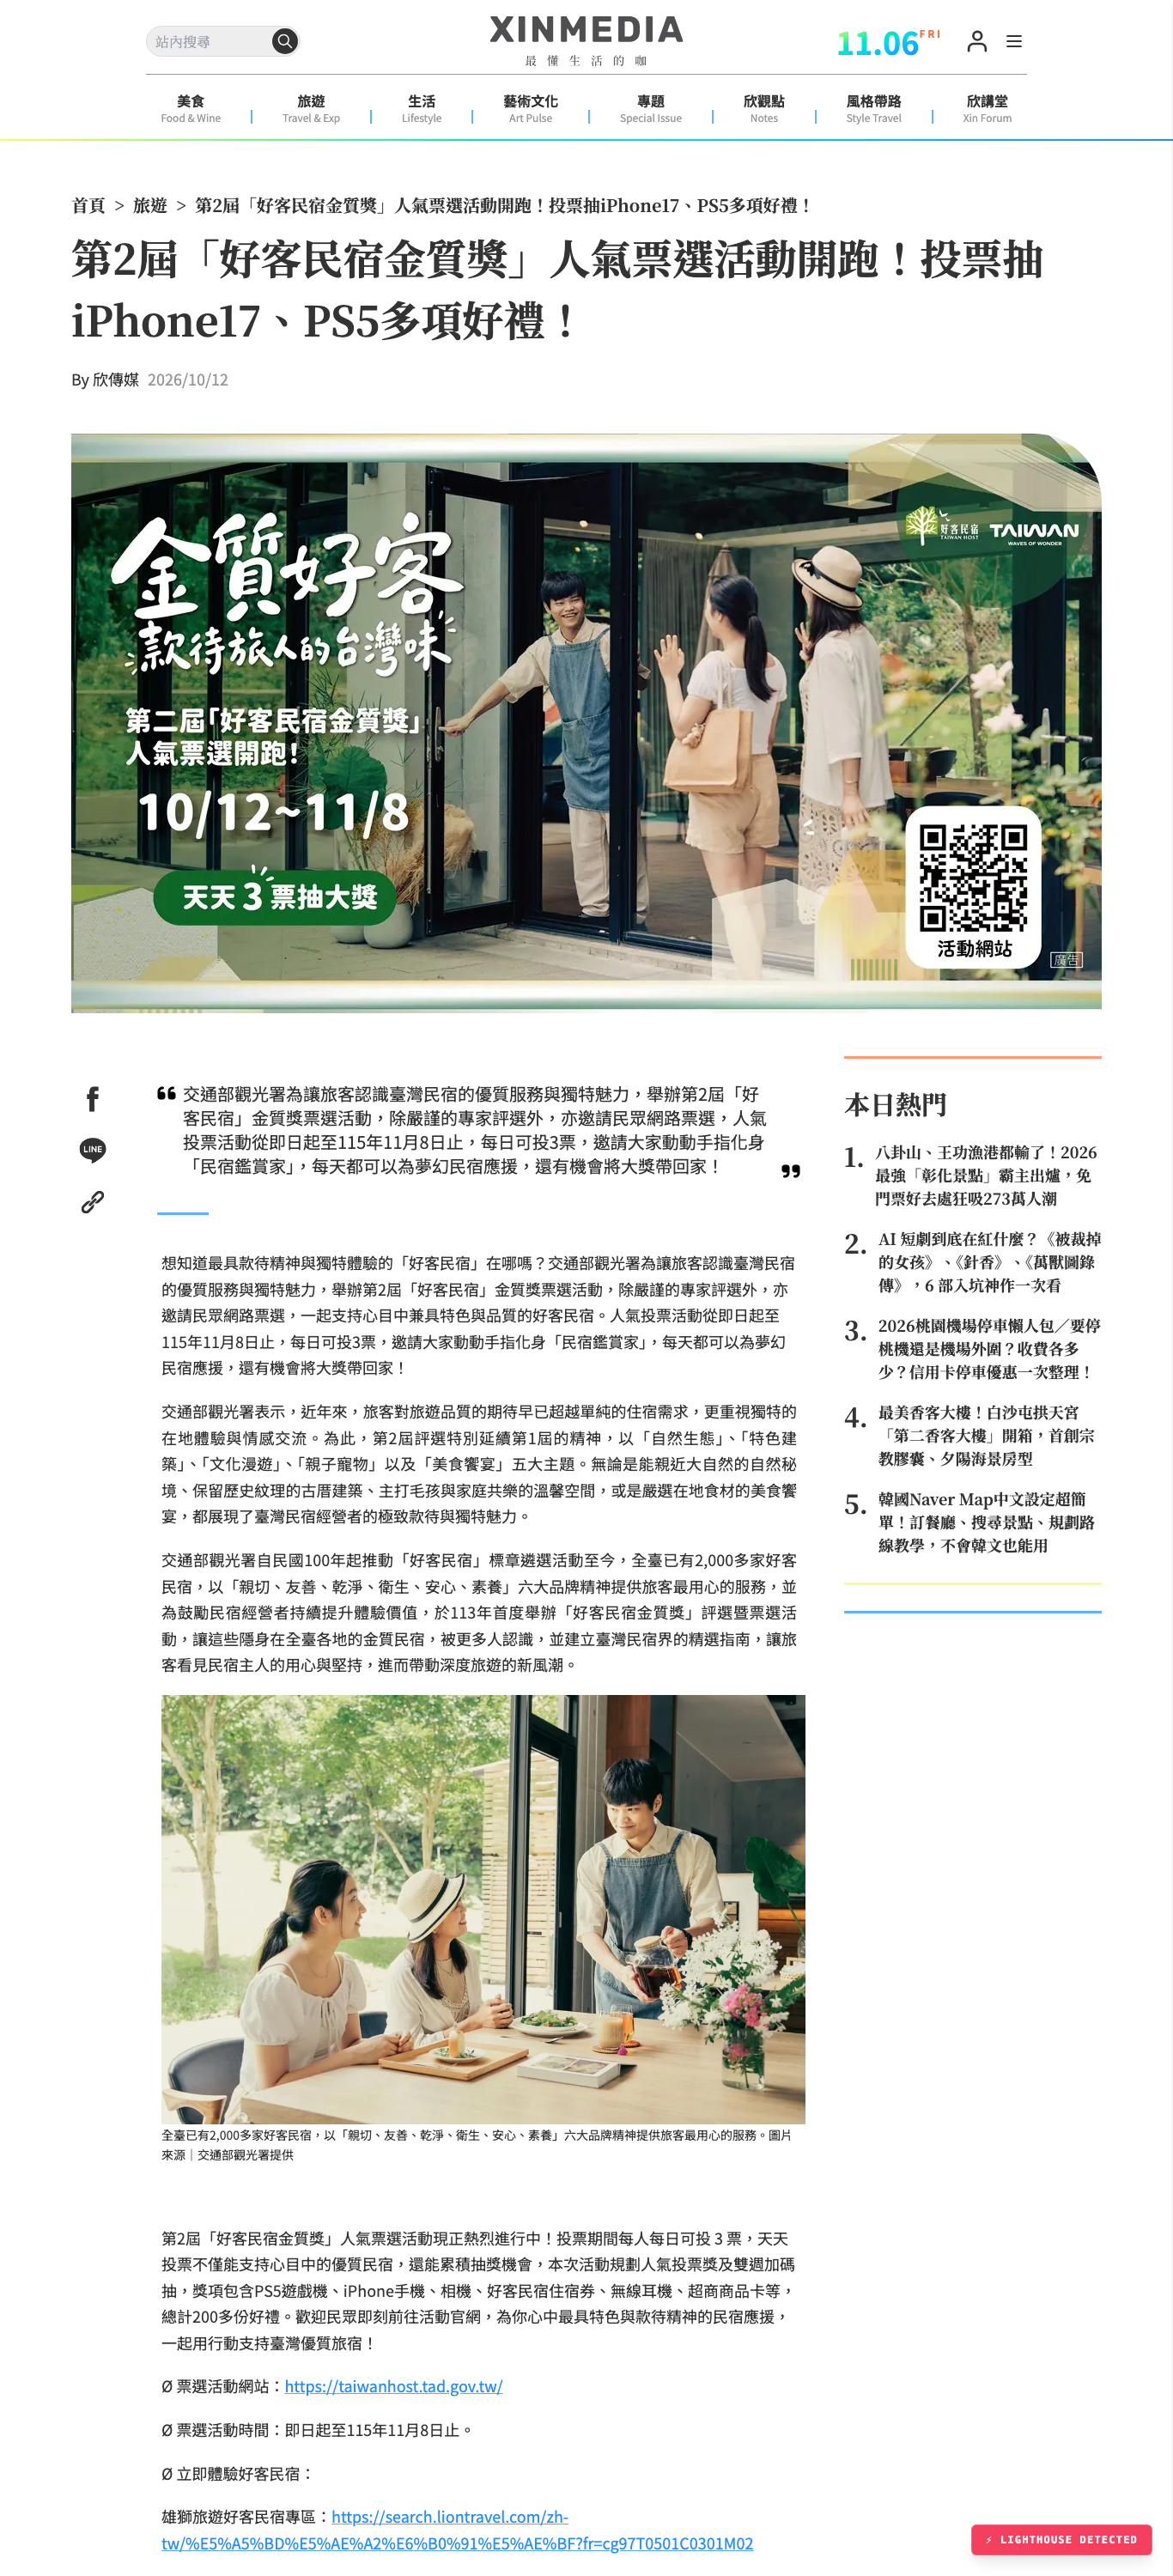 站內搜尋
XINMEDIA
最懂生活的咖
11.06 FRI
美食
Food & Wine
旅遊
Travel & Exp
生活
Lifestyle
藝術文化
Art Pulse
專題
Special Issue
欣觀點
Notes
風格帶路
Style Travel
欣講堂
Xin Forum
首頁 > 旅遊 > 第2屆「好客民宿金質獎」人氣票選活動開跑！投票抽iPhone17、PS5多項好禮！
第2屆「好客民宿金質獎」人氣票選活動開跑！投票抽
iPhone17、PS5多項好禮！
By 欣傳媒 2026/10/12
金質好客
款待旅人的台灣味
第二屆「好客民宿金質獎」
人氣票選開跑！
10/12~11/8
天天 3 票抽大獎
好客民宿
TAIWAN HOST
TAIWAN
WAVES OF WONDER
活動網站
廣告
交通部觀光署為讓旅客認識臺灣民宿的優質服務與獨特魅力，舉辦第2屆「好
客民宿」金質獎票選活動，除嚴謹的專家評選外，亦邀請民眾網路票選，人氣
投票活動從即日起至115年11月8日止，每日可投3票，邀請大家動動手指化身
「民宿鑑賞家」，每天都可以為夢幻民宿應援，還有機會將大獎帶回家！
LINE
想知道最具款待精神與獨特體驗的「好客民宿」在哪嗎？交通部觀光署為讓旅客認識臺灣民宿
的優質服務與獨特魅力，舉辦第2屆「好客民宿」金質獎票選活動，除嚴謹的專家評選外，亦
邀請民眾網路票選，一起支持心目中兼具特色與品質的好客民宿。人氣投票活動從即日起至
115年11月8日止，每日可投3票，邀請大家動動手指化身「民宿鑑賞家」，每天都可以為夢幻
民宿應援，還有機會將大獎帶回家！
交通部觀光署表示，近年來，旅客對旅遊品質的期待早已超越單純的住宿需求，更重視獨特的
在地體驗與情感交流。為此，第2屆評選特別延續第1屆的精神，以「自然生態」、「特色建
築」、「文化漫遊」、「親子寵物」以及「美食饗宴」五大主題。無論是能親近大自然的自然秘
境、保留歷史紋理的古厝建築、主打毛孩與家庭共樂的溫馨空間，或是嚴選在地食材的美食饗
宴，都展現了臺灣民宿經營者的極致款待與獨特魅力。
交通部觀光署自民國100年起推動「好客民宿」標章遴選活動至今，全臺已有2,000多家好客
民宿，以「親切、友善、乾淨、衛生、安心、素養」六大品牌精神提供旅客最用心的服務，並
為鼓勵民宿經營者持續提升體驗價值，於113年首度舉辦「好客民宿金質獎」評選暨票選活
動，讓這些隱身在全臺各地的金質民宿，被更多人認識，並建立臺灣民宿界的精選指南，讓旅
客看見民宿主人的用心與堅持，進而帶動深度旅遊的新風潮。
全臺已有2,000多家好客民宿，以「親切、友善、乾淨、衛生、安心、素養」六大品牌精神提供旅客最用心的服務。圖片
來源｜交通部觀光署提供
第2屆「好客民宿金質獎」人氣票選活動現正熱烈進行中！投票期間每人每日可投 3 票，天天
投票不僅能支持心目中的優質民宿，還能累積抽獎機會，本次活動規劃人氣投票獎及雙週加碼
抽，獎項包含PS5遊戲機、iPhone手機、相機、好客民宿住宿券、無線耳機、超商商品卡等，
總計200多份好禮。歡迎民眾即刻前往活動官網，為你心中最具特色與款待精神的民宿應援，
一起用行動支持臺灣優質旅宿！
Ø 票選活動網站：https://taiwanhost.tad.gov.tw/
Ø 票選活動時間：即日起至115年11月8日止。
Ø 立即體驗好客民宿：
雄獅旅遊好客民宿專區：https://search.liontravel.com/zh-
tw/%E5%A5%BD%E5%AE%A2%E6%B0%91%E5%AE%BF?fr=cg97T0501C0301M02
本日熱門
1. 八卦山、王功漁港都輸了！2026
最強「彰化景點」霸主出爐，免
門票好去處狂吸273萬人潮
2. AI 短劇到底在紅什麼？《被裁掉
的女孩》、《針香》、《萬獸圖錄
傳》，6 部入坑神作一次看
3. 2026桃園機場停車懶人包／要停
桃機還是機場外圍？收費各多
少？信用卡停車優惠一次整理！
4. 最美香客大樓！白沙屯拱天宮
「第二香客大樓」開箱，首創宗
教膠囊、夕陽海景房型
5. 韓國Naver Map中文設定超簡
單！訂餐廳、搜尋景點、規劃路
線教學，不會韓文也能用
⚡ LIGHTHOUSE DETECTED